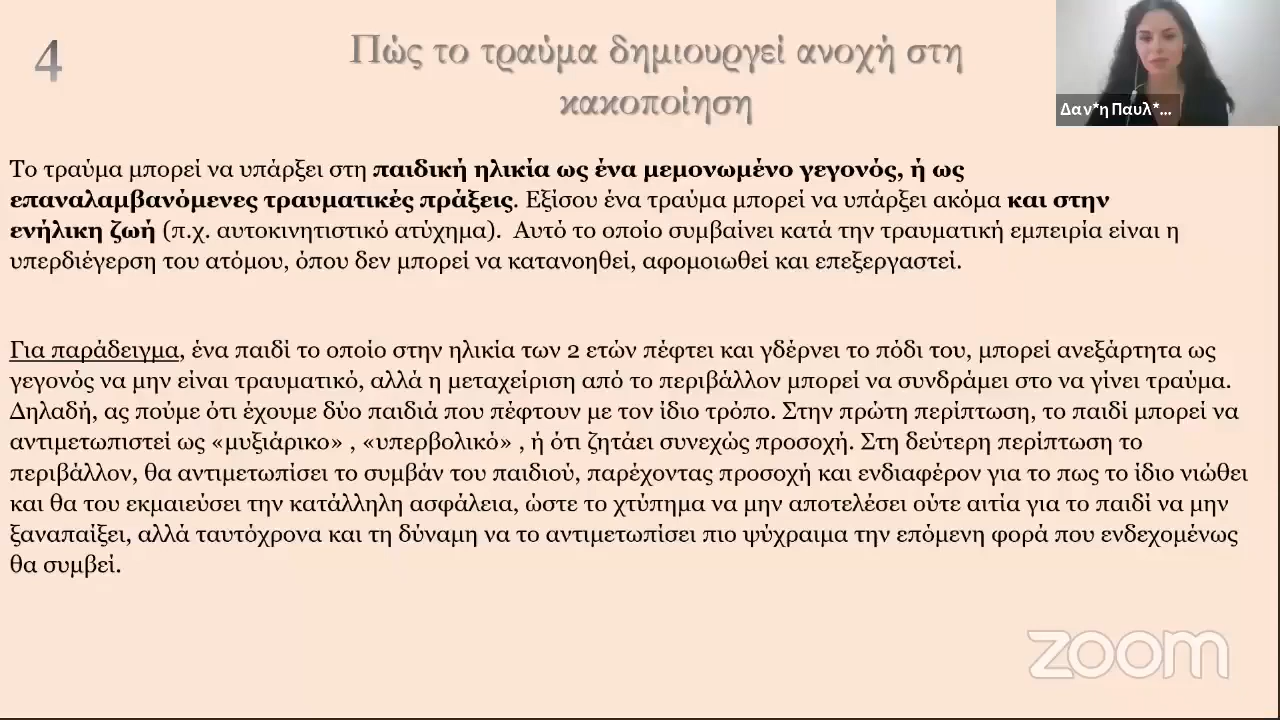 4
Πώς το τραύμα δημιουργεί ανοχή στη
κακοποίηση
Δαν*η Παυλ*...
Το τραύμα μπορεί να υπάρξει στη παιδική ηλικία ως ένα μεμονωμένο γεγονός, ή ως
επαναλαμβανόμενες τραυματικές πράξεις. Εξίσου ένα τραύμα μπορεί να υπάρξει ακόμα και στην
ενήλικη ζωή (π.χ. αυτοκινητιστικό ατύχημα). Αυτό το οποίο συμβαίνει κατά την τραυματική εμπειρία είναι η
υπερδιέγερση του ατόμου, όπου δεν μπορεί να κατανοηθεί, αφομοιωθεί και επεξεργαστεί.
Για παράδειγμα, ένα παιδί το οποίο στην ηλικία των 2 ετών πέφτει και γδέρνει το πόδι του, μπορεί ανεξάρτητα ως
γεγονός να μην είναι τραυματικό, αλλά η μεταχείριση από το περιβάλλον μπορεί να συνδράμει στο να γίνει τραύμα.
Δηλαδή, ας πούμε ότι έχουμε δύο παιδιά που πέφτουν με τον ίδιο τρόπο. Στην πρώτη περίπτωση, το παιδί μπορεί να
αντιμετωπιστεί ως «μυξιάρικο» , «υπερβολικό» , ή ότι ζητάει συνεχώς προσοχή. Στη δεύτερη περίπτωση το
περιβάλλον, θα αντιμετωπίσει το συμβάν του παιδιού, παρέχοντας προσοχή και ενδιαφέρον για το πως το ίδιο νιώθει
και θα του εκμαιεύσει την κατάλληλη ασφάλεια, ώστε το χτύπημα να μην αποτελέσει ούτε αιτία για το παιδί να μην
ξαναπαίξει, αλλά ταυτόχρονα και τη δύναμη να το αντιμετωπίσει πιο ψύχραιμα την επόμενη φορά που ενδεχομένως
θα συμβεί.
zoom